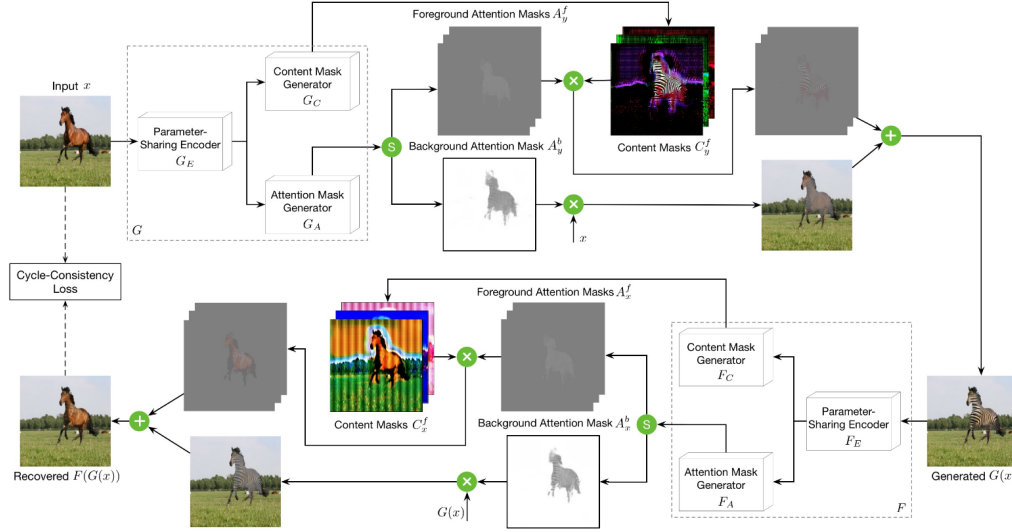 Foreground Attention Masks $A_y^f$
Input $x$
Content Mask
Generator
$G_C$
Parameter-
Sharing Encoder
$G_E$
S
Background Attention Mask $A_y^b$
Content Masks $C_y^f$
Attention Mask
Generator
$G_A$
$G$
$x$
Cycle-Consistency
Loss
Foreground Attention Masks $A_x^f$
Content Mask
Generator
$F_C$
Parameter-
Sharing Encoder
$F_E$
Content Masks $C_x^f$
Background Attention Mask $A_x^b$
S
Attention Mask
Generator
$F_A$
Recovered $F(G(x))$
Generated $G(x$
$G(x)$
$F$